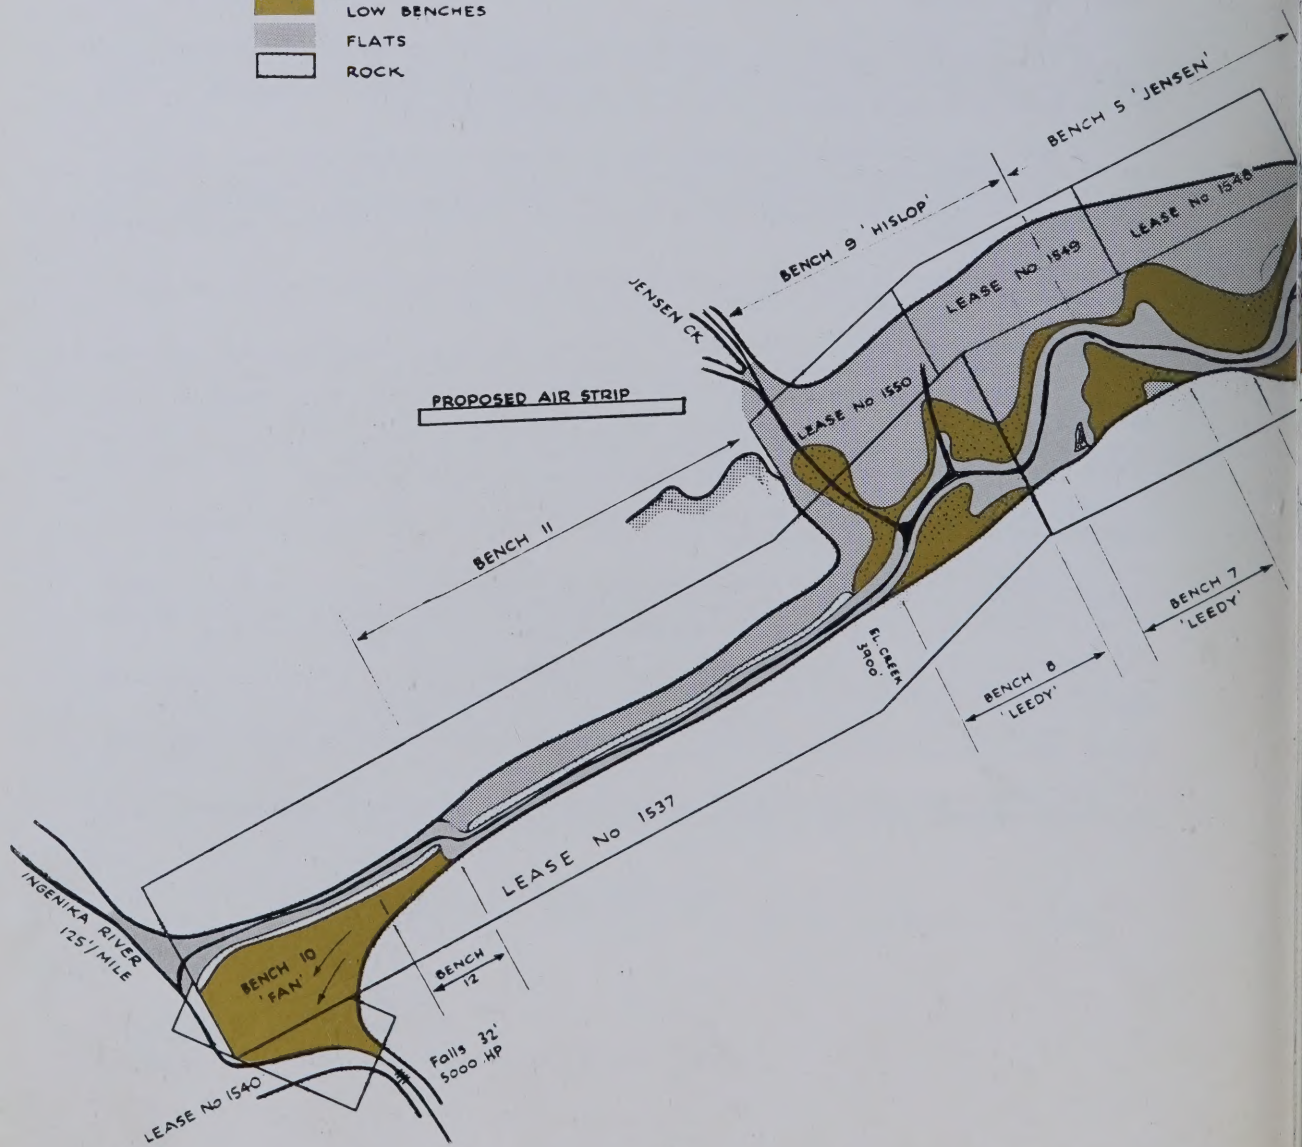 LOW BENCHES
FLATS
ROCK
BENCH 5 'JENSEN'
BENCH 9 'HISLOP'
JENSEN CK
LEASE No 1548
LEASE No 1549
LEASE No 1550
PROPOSED AIR STRIP
BENCH 11
BENCH 7
'LEEDY'
BENCH 8
'LEEDY'
EL. CREEK
3900'
LEASE No 1537
INGENIKA RIVER
125'/MILE
BENCH 10
'FAN'
BENCH
12
Falls 32'
5000 HP
LEASE No 1540